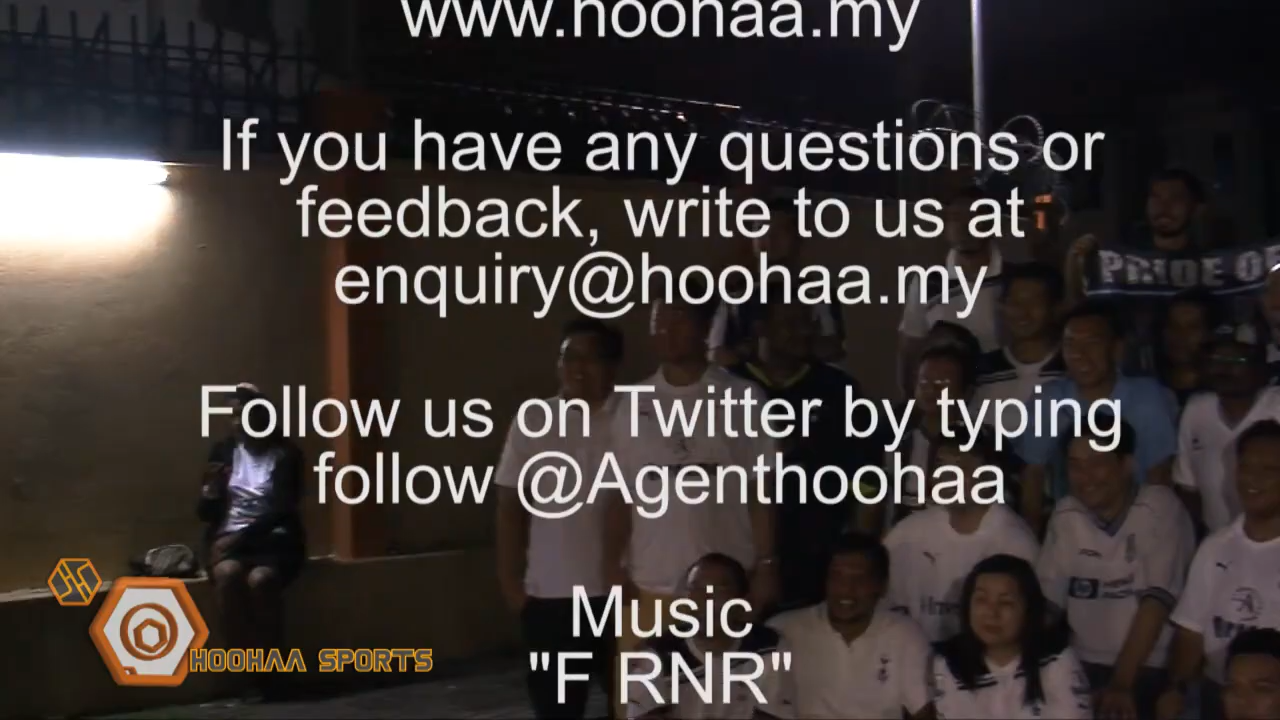 www.hoohaa.my
If you have any questions or
feedback, write to us at
enquiry@hoohaa.my
PRIDE OF
Follow us on Twitter by typing
follow @Agenthoohaa
Music
"F RNR"
HOOHAA SPORTS